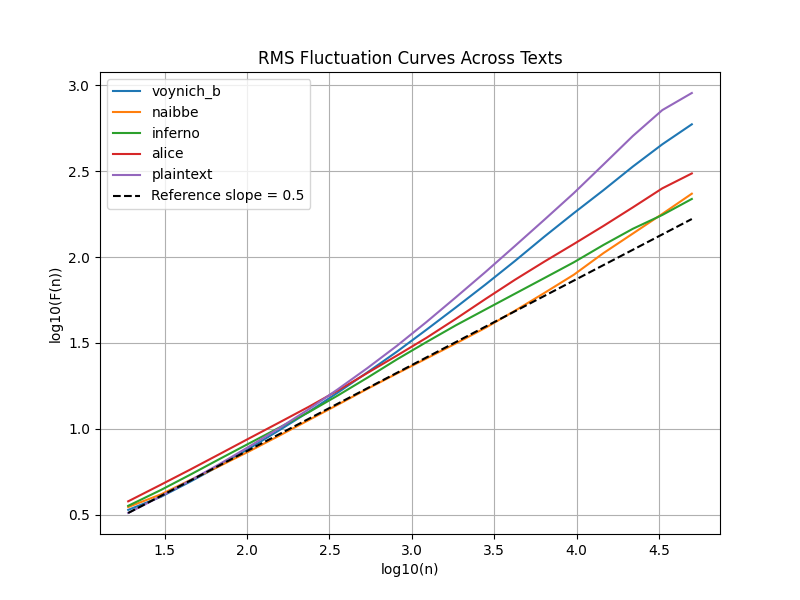 RMS Fluctuation Curves Across Texts
voynich_b
naibbe
inferno
alice
plaintext
Reference slope = 0.5
log10(F(n))
3.0
2.5
2.0
1.5
1.0
0.5
1.5 2.0 2.5 3.0 3.5 4.0 4.5
log10(n)